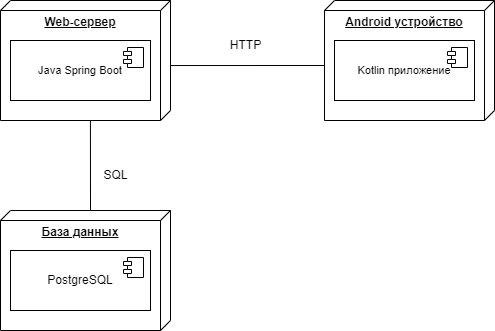 Web-сервер
Java Spring Boot
HTTP
Android устройство
Kotlin приложение
SQL
База данных
PostgreSQL